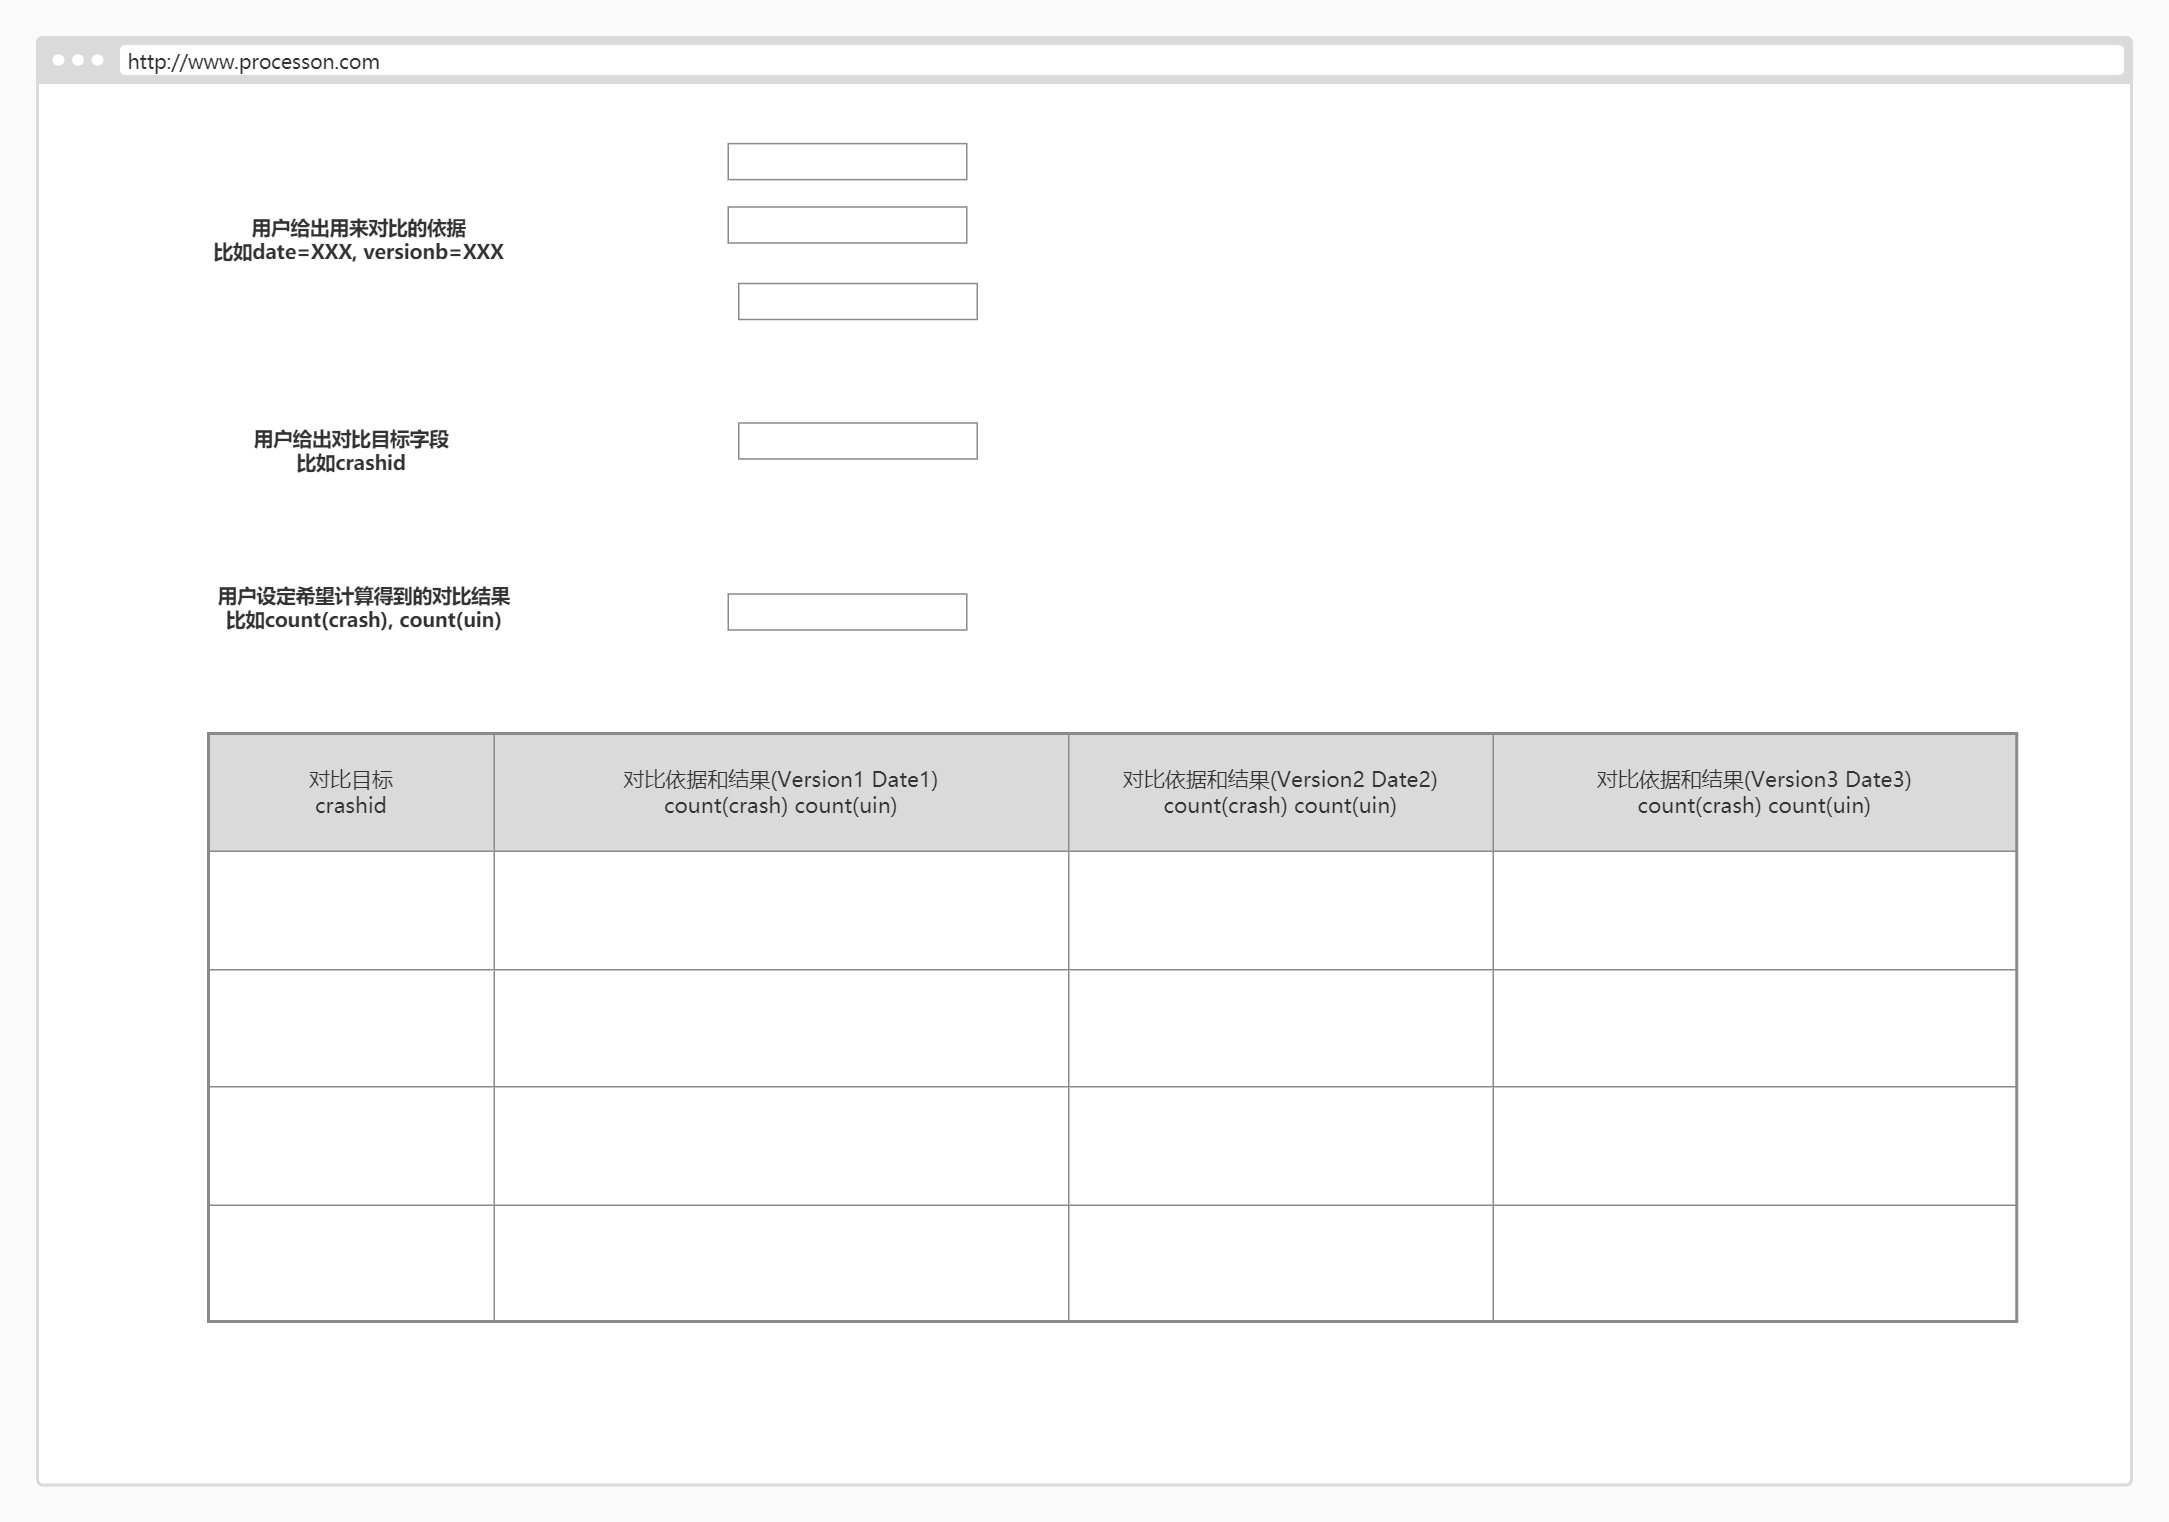 http://www.processon.com
用户给出用来对比的依据
比如date=XXX, versionb=XXX
用户给出对比目标字段
比如crashid
用户设定希望计算得到的对比结果
比如count(crash), count(uin)
对比目标
crashid
对比依据和结果(Version1 Date1)
count(crash) count(uin)
对比依据和结果(Version2 Date2)
count(crash) count(uin)
对比依据和结果(Version3 Date3)
count(crash) count(uin)